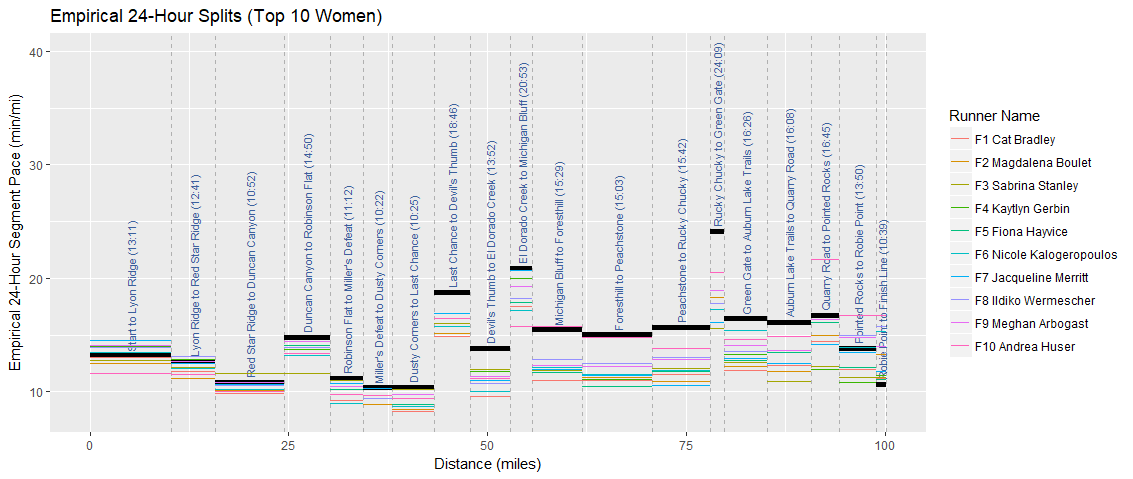 Empirical 24-Hour Splits (Top 10 Women)
Empirical 24-Hour Segment Pace (min/mi)
40
30
20
10
Start to Lyon Ridge (13:11)
Lyon Ridge to Red Star Ridge (12:41)
Red Star Ridge to Duncan Canyon (10:52)
Duncan Canyon to Robinson Flat (14:50)
Robinson Flat to Miller's Defeat (11:12)
Miller's Defeat to Dusty Corners (10:22)
Dusty Corners to Last Chance (10:25)
Last Chance to Devil's Thumb (18:46)
Devil's Thumb to El Dorado Creek (13:52)
El Dorado Creek to Michigan Bluff (20:53)
Michigan Bluff to Foresthill (15:29)
Foresthill to Peachstone (15:03)
Peachstone to Rucky Chucky (15:42)
Rucky Chucky to Green Gate (24:09)
Green Gate to Auburn Lake Trails (16:26)
Auburn Lake Trails to Quarry Road (16:08)
Quarry Road to Pointed Rocks (16:45)
Pointed Rocks to Robie Point (13:50)
Robie Point to Finish Line (10:39)
0
25
50
75
100
Distance (miles)
Runner Name
F1 Cat Bradley
F2 Magdalena Boulet
F3 Sabrina Stanley
F4 Kaytlyn Gerbin
F5 Fiona Hayvice
F6 Nicole Kalogeropoulos
F7 Jacqueline Merritt
F8 Ildiko Wermescher
F9 Meghan Arbogast
F10 Andrea Huser